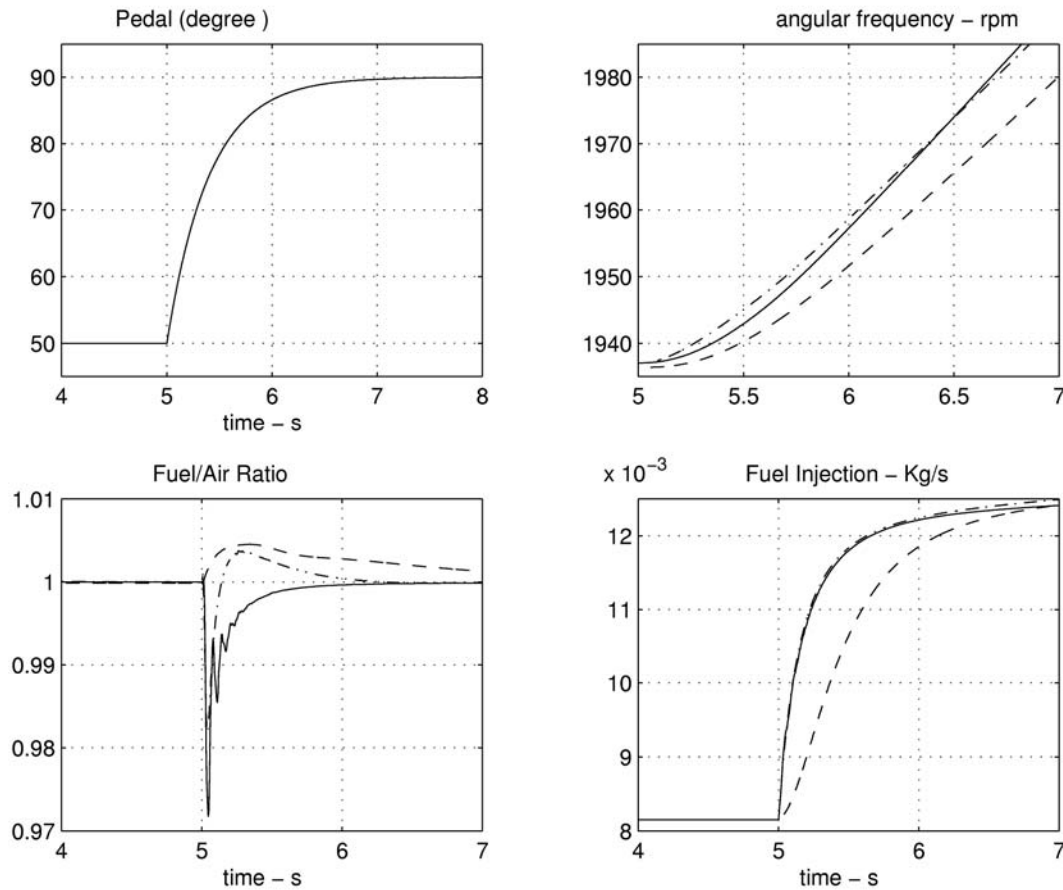 Pedal (degree )
90
80
70
60
50
4 5 6 7 8
time – s
angular frequency – rpm
1980
1970
1960
1950
1940
5 5.5 6 6.5 7
Fuel/Air Ratio
1.01
1
0.99
0.98
0.97
4 5 6 7
time – s
x 10⁻³
Fuel Injection – Kg/s
12
11
10
9
8
4 5 6 7
time – s